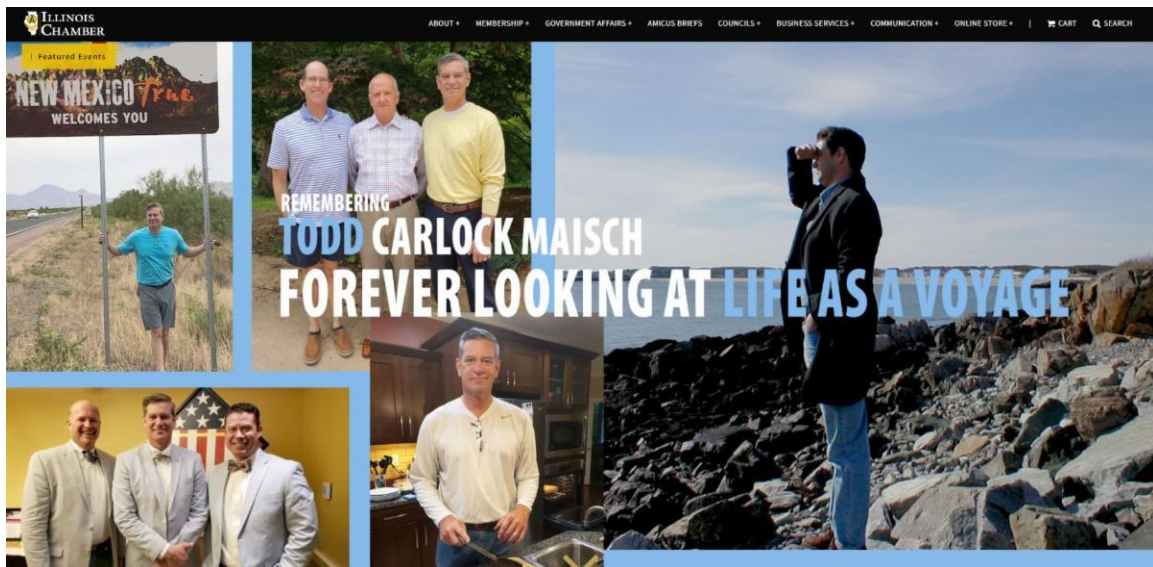 ILLINOIS
CHAMBER
ABOUT +
MEMBERSHIP +
GOVERNMENT AFFAIRS +
AMICUS BRIEFS
COUNCILS +
BUSINESS SERVICES +
COMMUNICATION +
ONLINE STORE +
|
CART
SEARCH
| Featured Events
NEW MEXICO True
WELCOMES YOU
REMEMBERING
TODD CARLOCK MAISCH
FOREVER LOOKING AT LIFE AS A VOYAGE